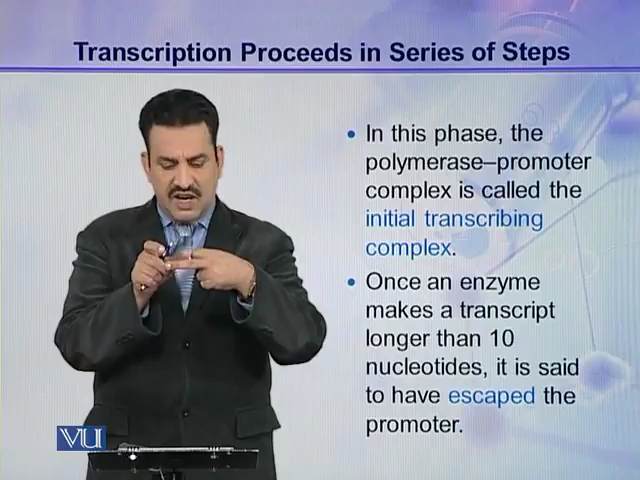 Transcription Proceeds in Series of Steps
• In this phase, the
polymerase–promoter
complex is called the
initial transcribing
complex.
• Once an enzyme
makes a transcript
longer than 10
nucleotides, it is said
to have escaped the
promoter.
VU